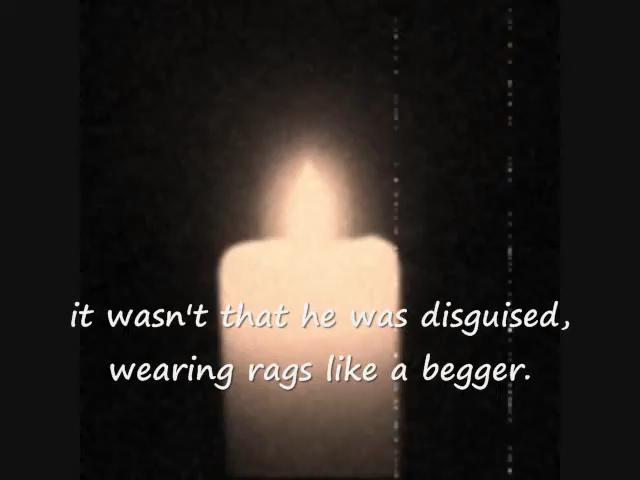 it wasn't that he was disguised,
wearing rags like a begger.